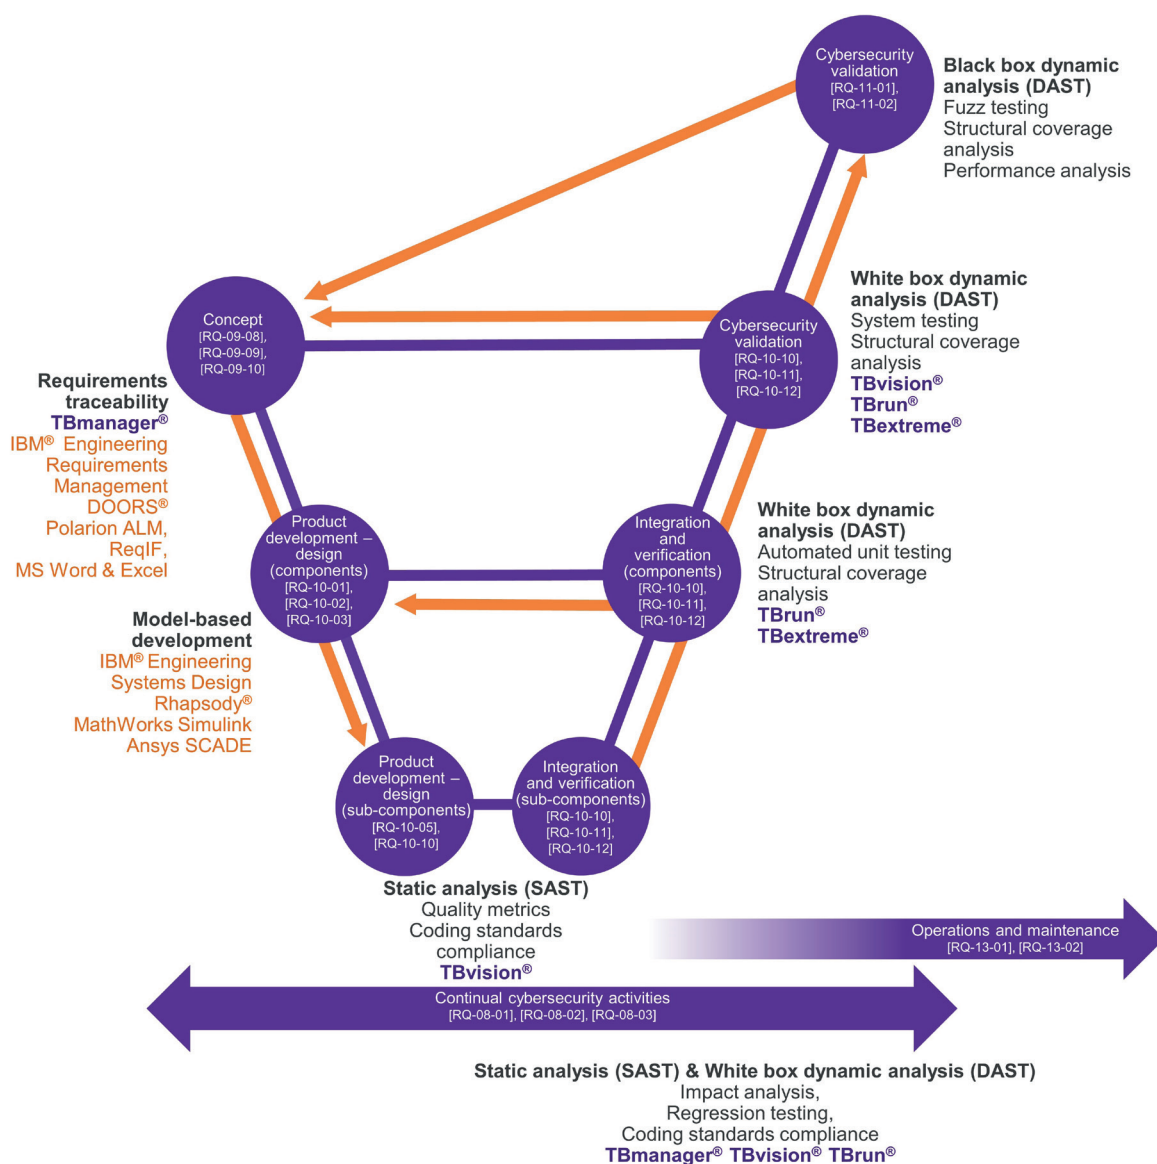 Cybersecurity
validation
[RQ-11-01],
[RQ-11-02]
Black box dynamic
analysis (DAST)
Fuzz testing
Structural coverage
analysis
Performance analysis
Concept
[RQ-09-08],
[RQ-09-09],
[RQ-09-10]
Cybersecurity
validation
[RQ-10-10],
[RQ-10-11],
[RQ-10-12]
White box dynamic
analysis (DAST)
System testing
Structural coverage
analysis
TBvision®
TBrun®
TBextreme®
Requirements
traceability
TBmanager®
IBM® Engineering
Requirements
Management
DOORS®
Polarion ALM,
ReqIF,
MS Word & Excel
Product
development –
design
(components)
[RQ-10-01],
[RQ-10-02],
[RQ-10-03]
Integration
and
verification
(components)
[RQ-10-10],
[RQ-10-11],
[RQ-10-12]
White box dynamic
analysis (DAST)
Automated unit testing
Structural coverage
analysis
TBrun®
TBextreme®
Model-based
development
IBM® Engineering
Systems Design
Rhapsody®
MathWorks Simulink
Ansys SCADE
Product
development –
design
(sub-components)
[RQ-10-05],
[RQ-10-10]
Integration
and verification
(sub-components)
[RQ-10-10],
[RQ-10-11],
[RQ-10-12]
Static analysis (SAST)
Quality metrics
Coding standards
compliance
TBvision®
Operations and maintenance
[RQ-13-01], [RQ-13-02]
Continual cybersecurity activities
[RQ-08-01], [RQ-08-02], [RQ-08-03]
Static analysis (SAST) & White box dynamic analysis (DAST)
Impact analysis,
Regression testing,
Coding standards compliance
TBmanager® TBvision® TBrun®